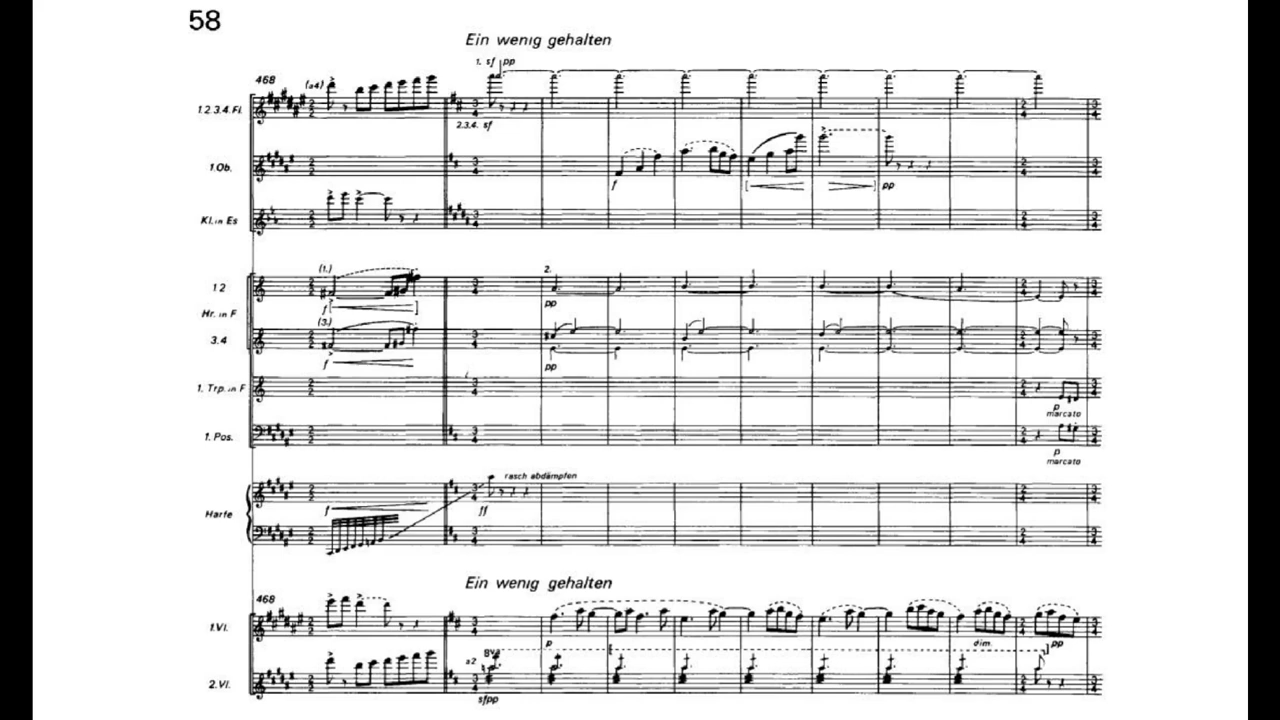 58
Ein wenig gehalten
1. sf pp
468
(a4)
1.2.3.4. Fl.
2.3.4. sf
1. Ob.
f
pp
Kl. in Es
(1.)
2.
1 2
f
pp
Hr. in F
(3.)
3.4
f
pp
1. Trp. in F
p
marcato
1. Pos.
p
marcato
rasch abdämpfen
Harfe
f
ff
Ein wenig gehalten
468
1. Vl.
p
dim.
pp
a2
8va
2. Vl.
sfpp